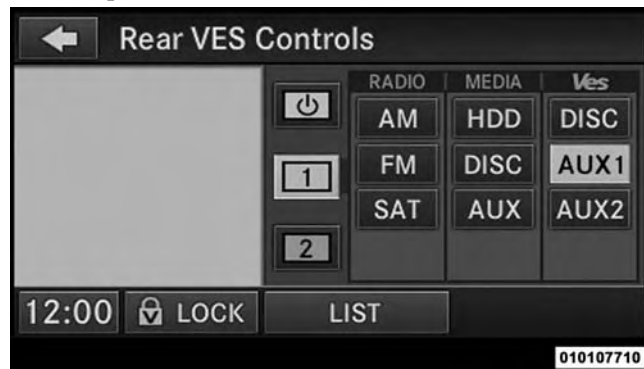 Rear VES Controls
RADIO MEDIA Ves
AM HDD DISC
1 FM DISC AUX1
SAT AUX AUX2
2
12:00 LOCK LIST
010107710